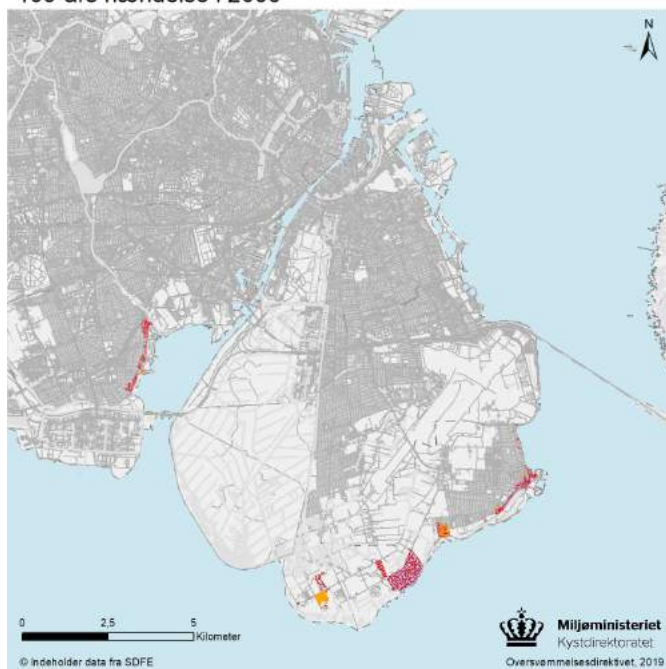 N
0 2,5 5
Kilometer
© Indeholder data fra SDFE
Miljøministeriet
Kystdirektoratet
Oversvømmelsesdirektivet, 2019